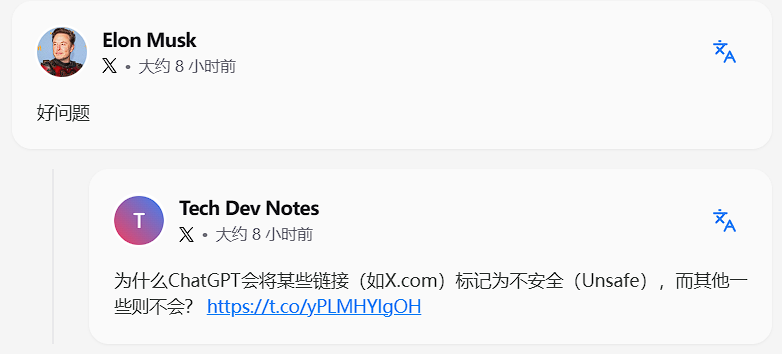 Elon Musk
X • 大约 8 小时前
好问题
T
Tech Dev Notes
X • 大约 8 小时前
为什么ChatGPT会将某些链接（如X.com）标记为不安全（Unsafe），而其他一
些则不会？ https://t.co/yPLMHYIgOH